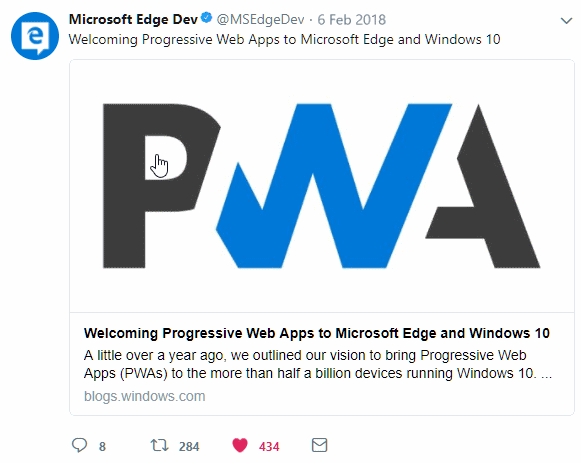 Microsoft Edge Dev @MSEdgeDev · 6 Feb 2018
Welcoming Progressive Web Apps to Microsoft Edge and Windows 10
PWA
Welcoming Progressive Web Apps to Microsoft Edge and Windows 10
A little over a year ago, we outlined our vision to bring Progressive Web
Apps (PWAs) to the more than half a billion devices running Windows 10. ...
blogs.windows.com
8 284 434